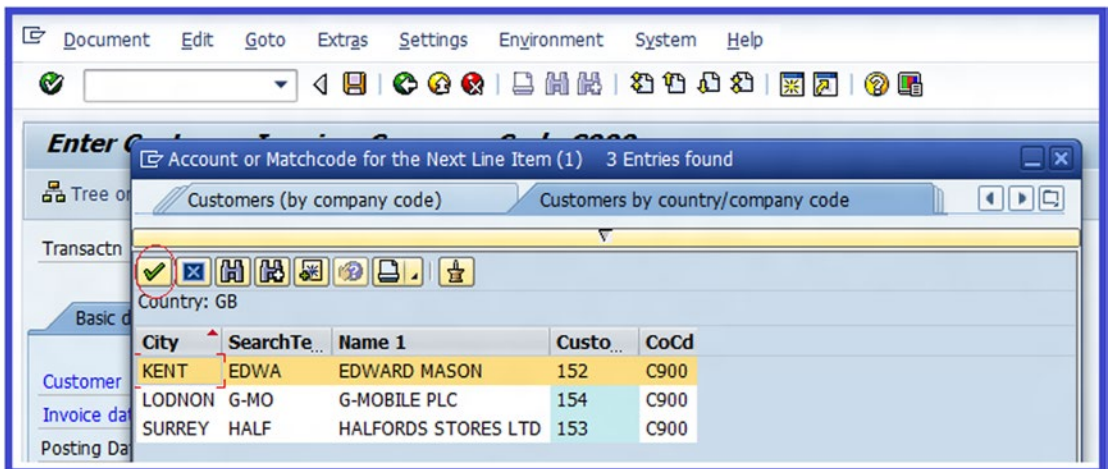 Document Edit Goto Extras Settings Environment System Help
Enter
Account or Matchcode for the Next Line Item (1) 3 Entries found
Tree
Customers (by company code) Customers by country/company code
Transactn
Country: GB
Basic
City SearchTe... Name 1 Custo... CoCd
KENT EDWA EDWARD MASON 152 C900
Customer
LODNON G-MO G-MOBILE PLC 154 C900
Invoice
SURREY HALF HALFORDS STORES LTD 153 C900
Posting